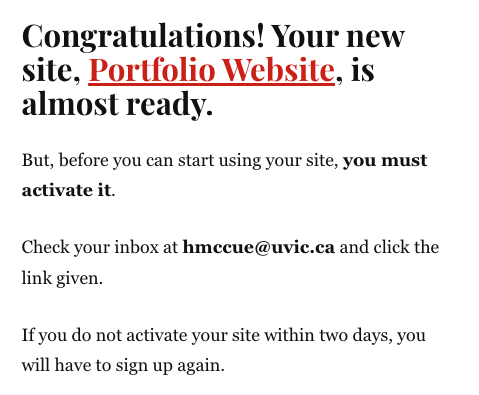 Congratulations! Your new
site, Portfolio Website, is
almost ready.
But, before you can start using your site, you must
activate it.
Check your inbox at hmccue@uvic.ca and click the
link given.
If you do not activate your site within two days, you
will have to sign up again.